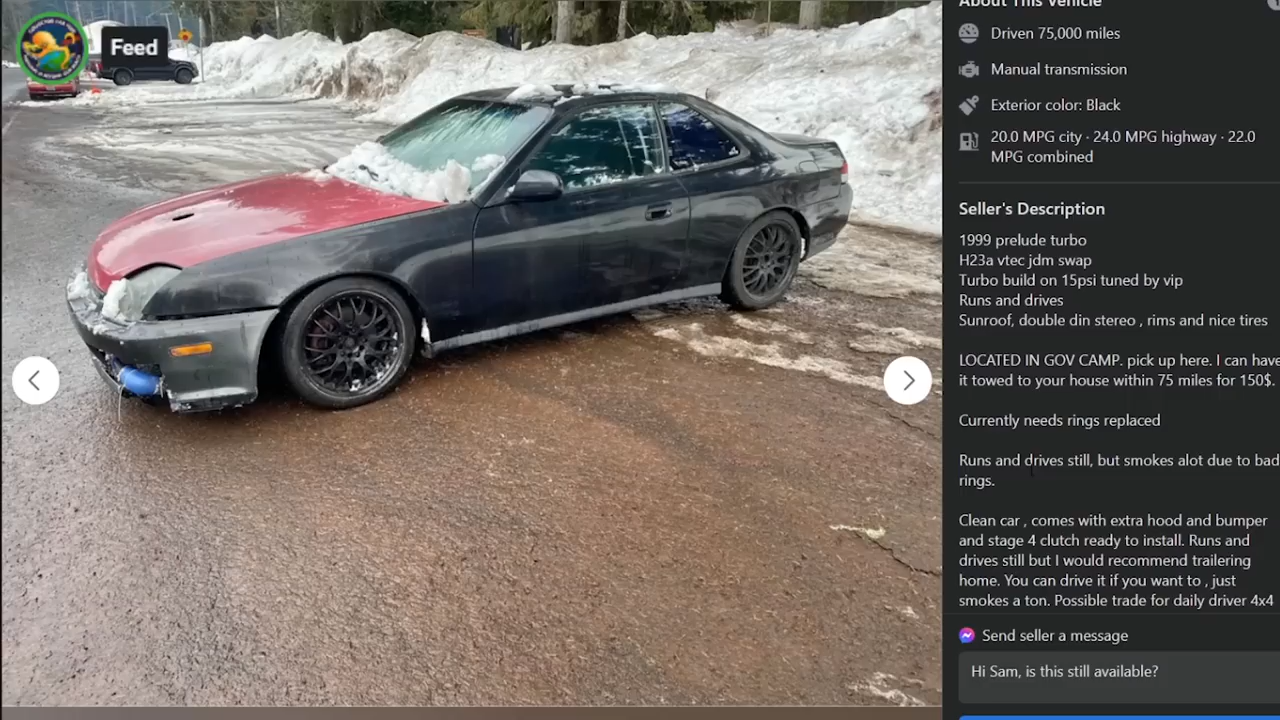 Feed
About This Vehicle
Driven 75,000 miles
Manual transmission
Exterior color: Black
20.0 MPG city · 24.0 MPG highway · 22.0
MPG combined
Seller's Description
1999 prelude turbo
H23a vtec jdm swap
Turbo build on 15psi tuned by vip
Runs and drives
Sunroof, double din stereo , rims and nice tires
LOCATED IN GOV CAMP. pick up here. I can have
it towed to your house within 75 miles for 150$.
Currently needs rings replaced
Runs and drives still, but smokes alot due to bad
rings.
Clean car , comes with extra hood and bumper
and stage 4 clutch ready to install. Runs and
drives still but I would recommend trailering
home. You can drive it if you want to , just
smokes a ton. Possible trade for daily driver 4x4
Send seller a message
Hi Sam, is this still available?